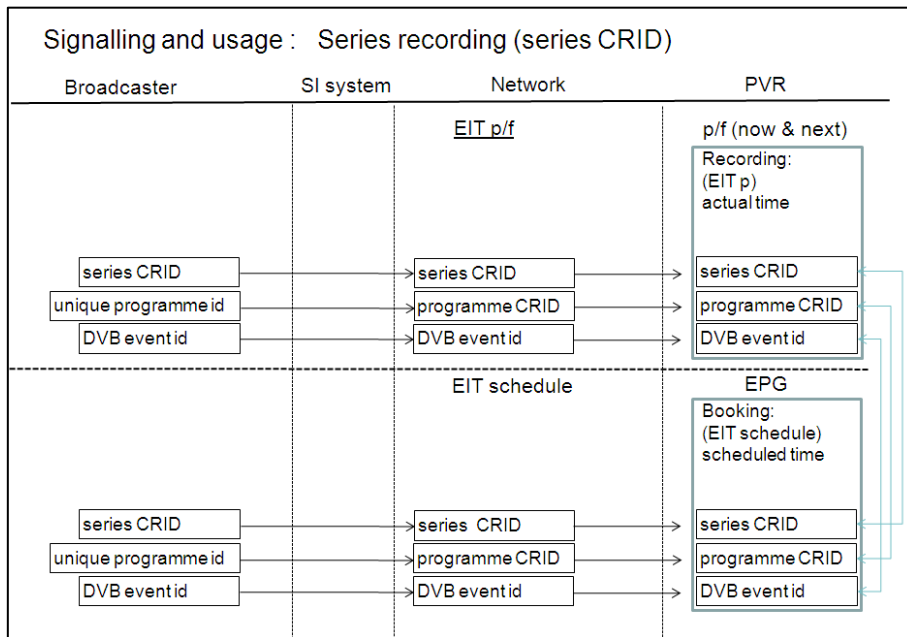 Signalling and usage : Series recording (series CRID)
Broadcaster SI system Network PVR
EIT p/f p/f (now & next)
Recording:
(EIT p)
actual time
series CRID series CRID series CRID
unique programme id programme CRID programme CRID
DVB event id DVB event id DVB event id
EIT schedule EPG
Booking:
(EIT schedule)
scheduled time
series CRID series CRID series CRID
unique programme id programme CRID programme CRID
DVB event id DVB event id DVB event id